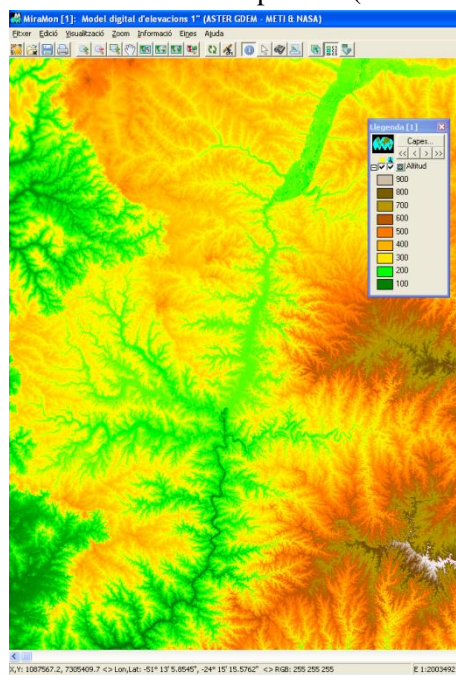 MiraMon [1]: Model digital d'elevacions 1" (ASTER GDEM - METI & NASA)
Fitxer Edició Visualització Zoom Informació Eines Ajuda
Llegenda [1]
Capes...
<< < > >>
Altitud
900
800
700
600
500
400
300
200
100
X,Y: 1087567.2, 7305409.7 <> Lon,Lat: -51° 13' 5.8545", -24° 15' 15.5762" <> RGB: 255 255 255
E 1:2003492